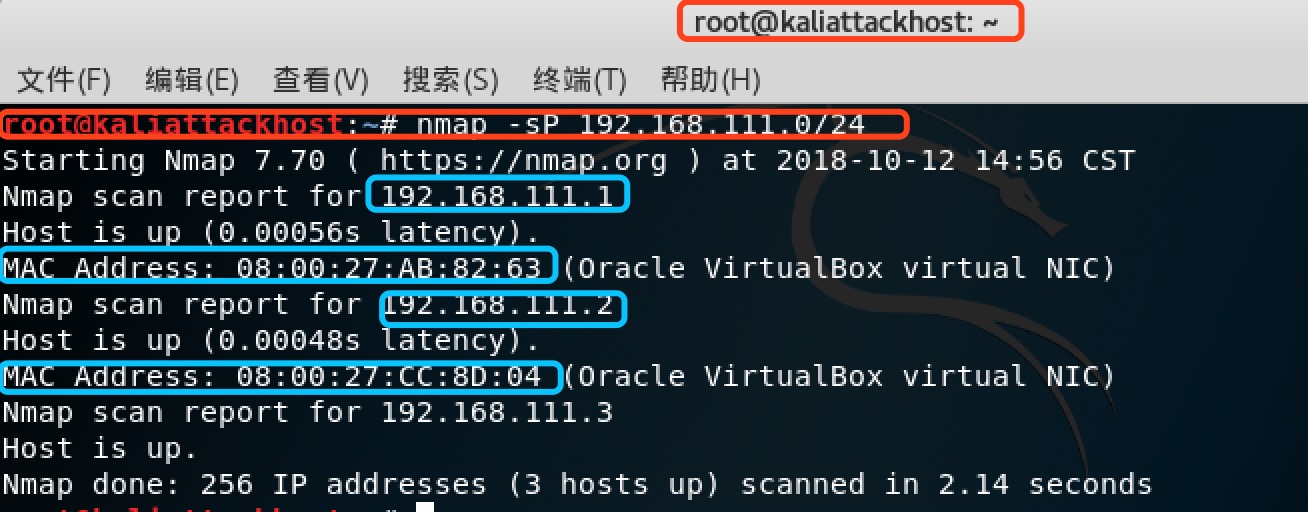 root@kaliattackhost: ~
文件(F) 编辑(E) 查看(V) 搜索(S) 终端(T) 帮助(H)
root@kaliattackhost:~# nmap -sP 192.168.111.0/24
Starting Nmap 7.70 ( https://nmap.org ) at 2018-10-12 14:56 CST
Nmap scan report for 192.168.111.1
Host is up (0.00056s latency).
MAC Address: 08:00:27:AB:82:63 (Oracle VirtualBox virtual NIC)
Nmap scan report for 192.168.111.2
Host is up (0.00048s latency).
MAC Address: 08:00:27:CC:8D:04 (Oracle VirtualBox virtual NIC)
Nmap scan report for 192.168.111.3
Host is up.
Nmap done: 256 IP addresses (3 hosts up) scanned in 2.14 seconds